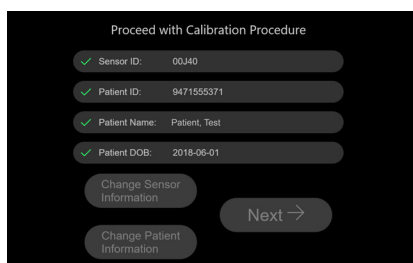 Proceed with Calibration Procedure
Sensor ID: 00J40
Patient ID: 9471555371
Patient Name: Patient, Test
Patient DOB: 2018-06-01
Change Sensor
Information
Next
Change Patient
Information